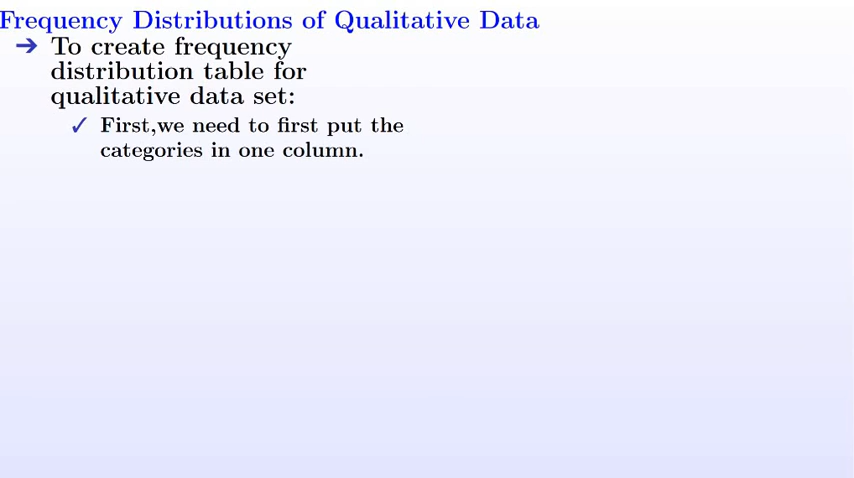 Frequency Distributions of Qualitative Data
➔ To create frequency
distribution table for
qualitative data set:
✓ First,we need to first put the
categories in one column.